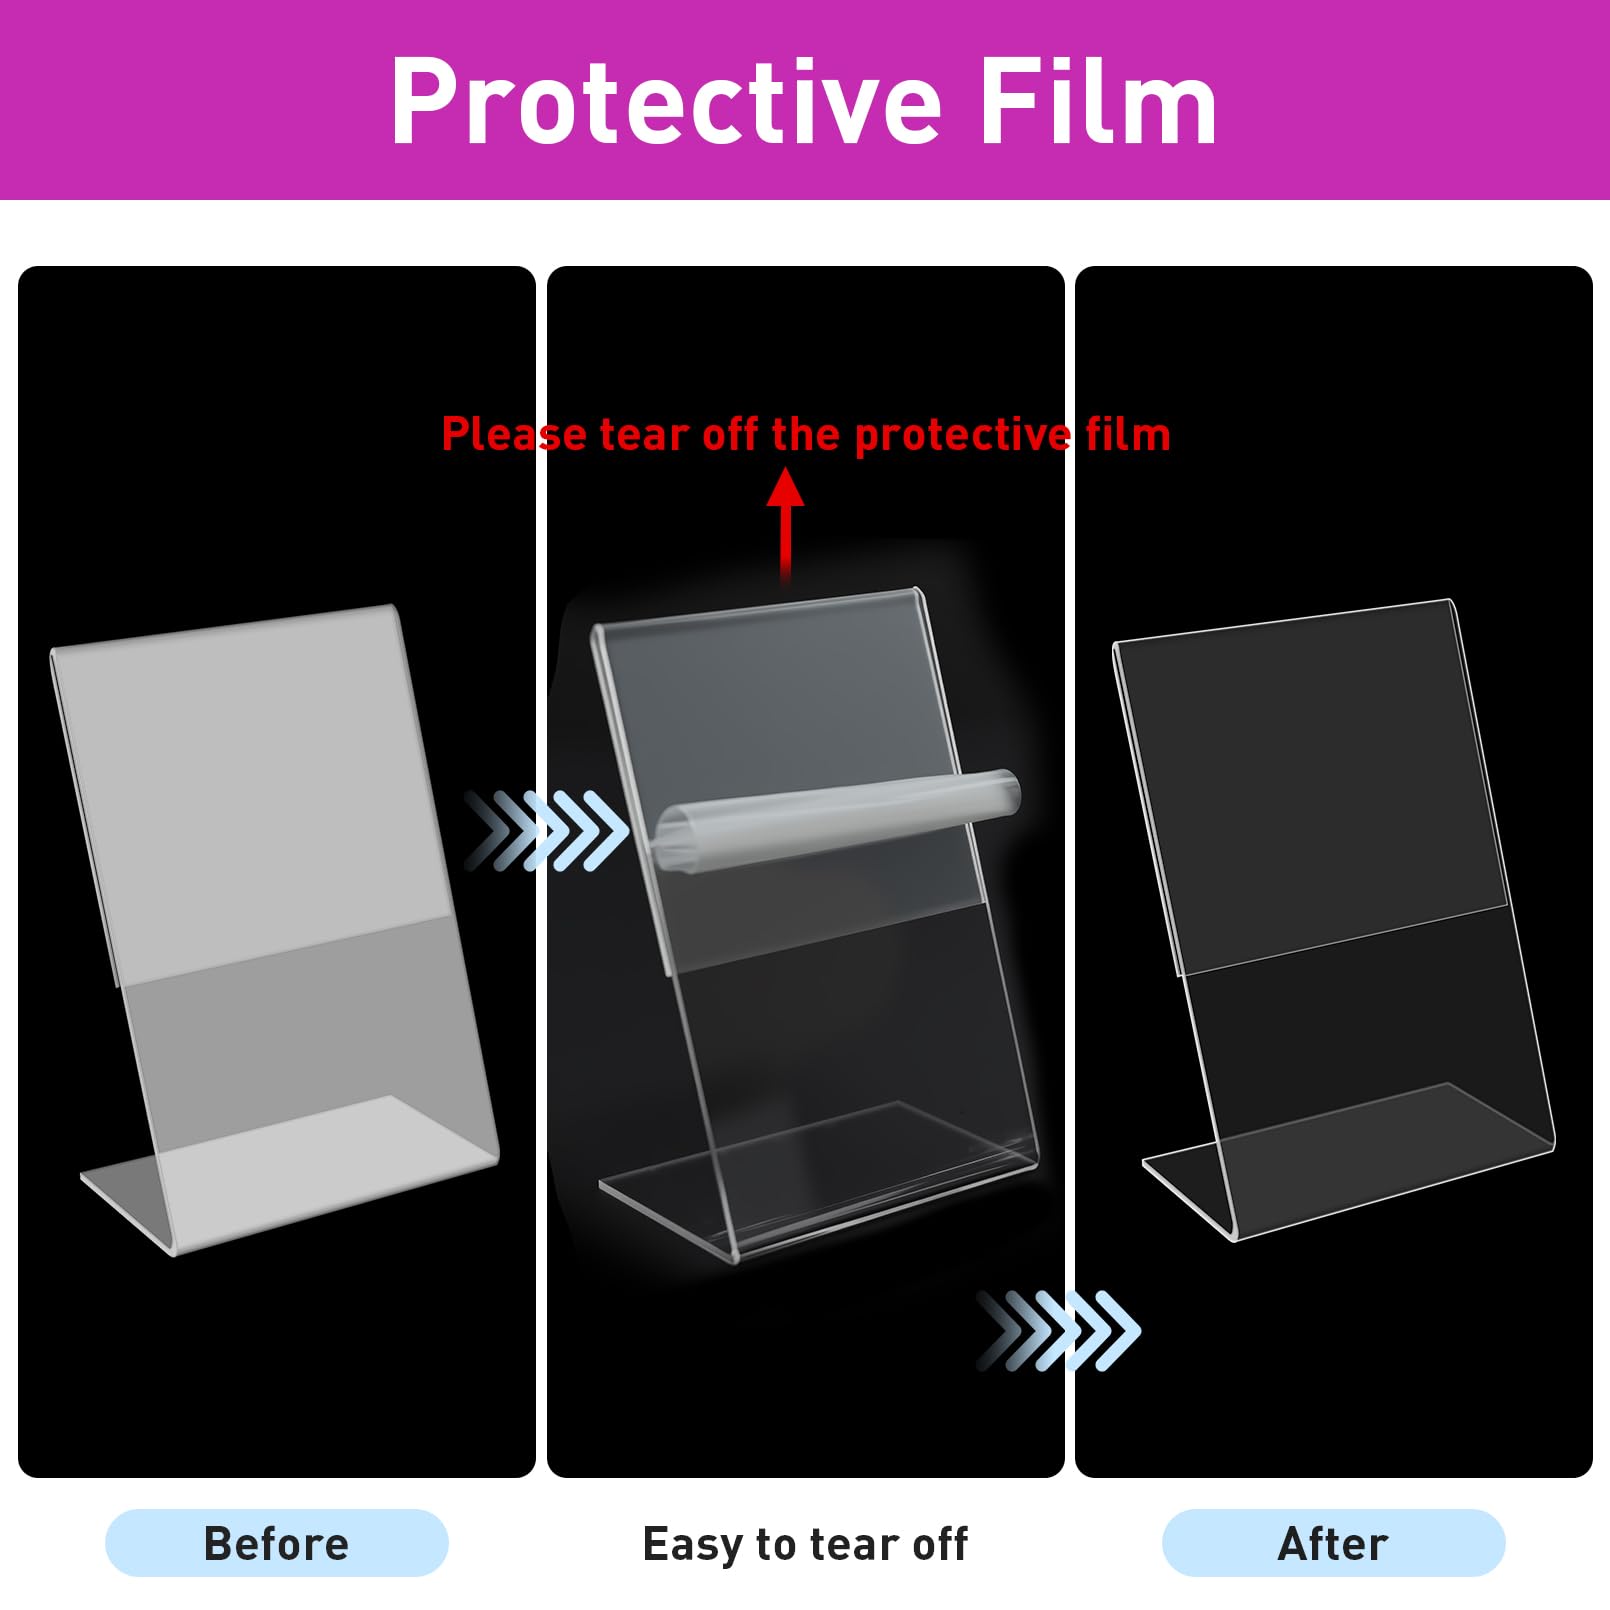 Protective Film
Please tear off the protective film
Before
Easy to tear off
After